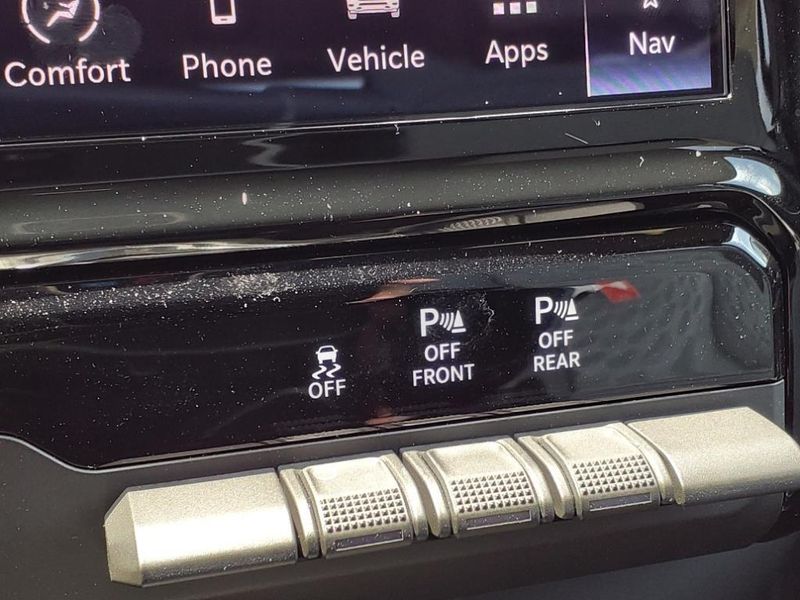 Comfort Phone Vehicle Apps Nav
P P
OFF OFF
OFF FRONT REAR